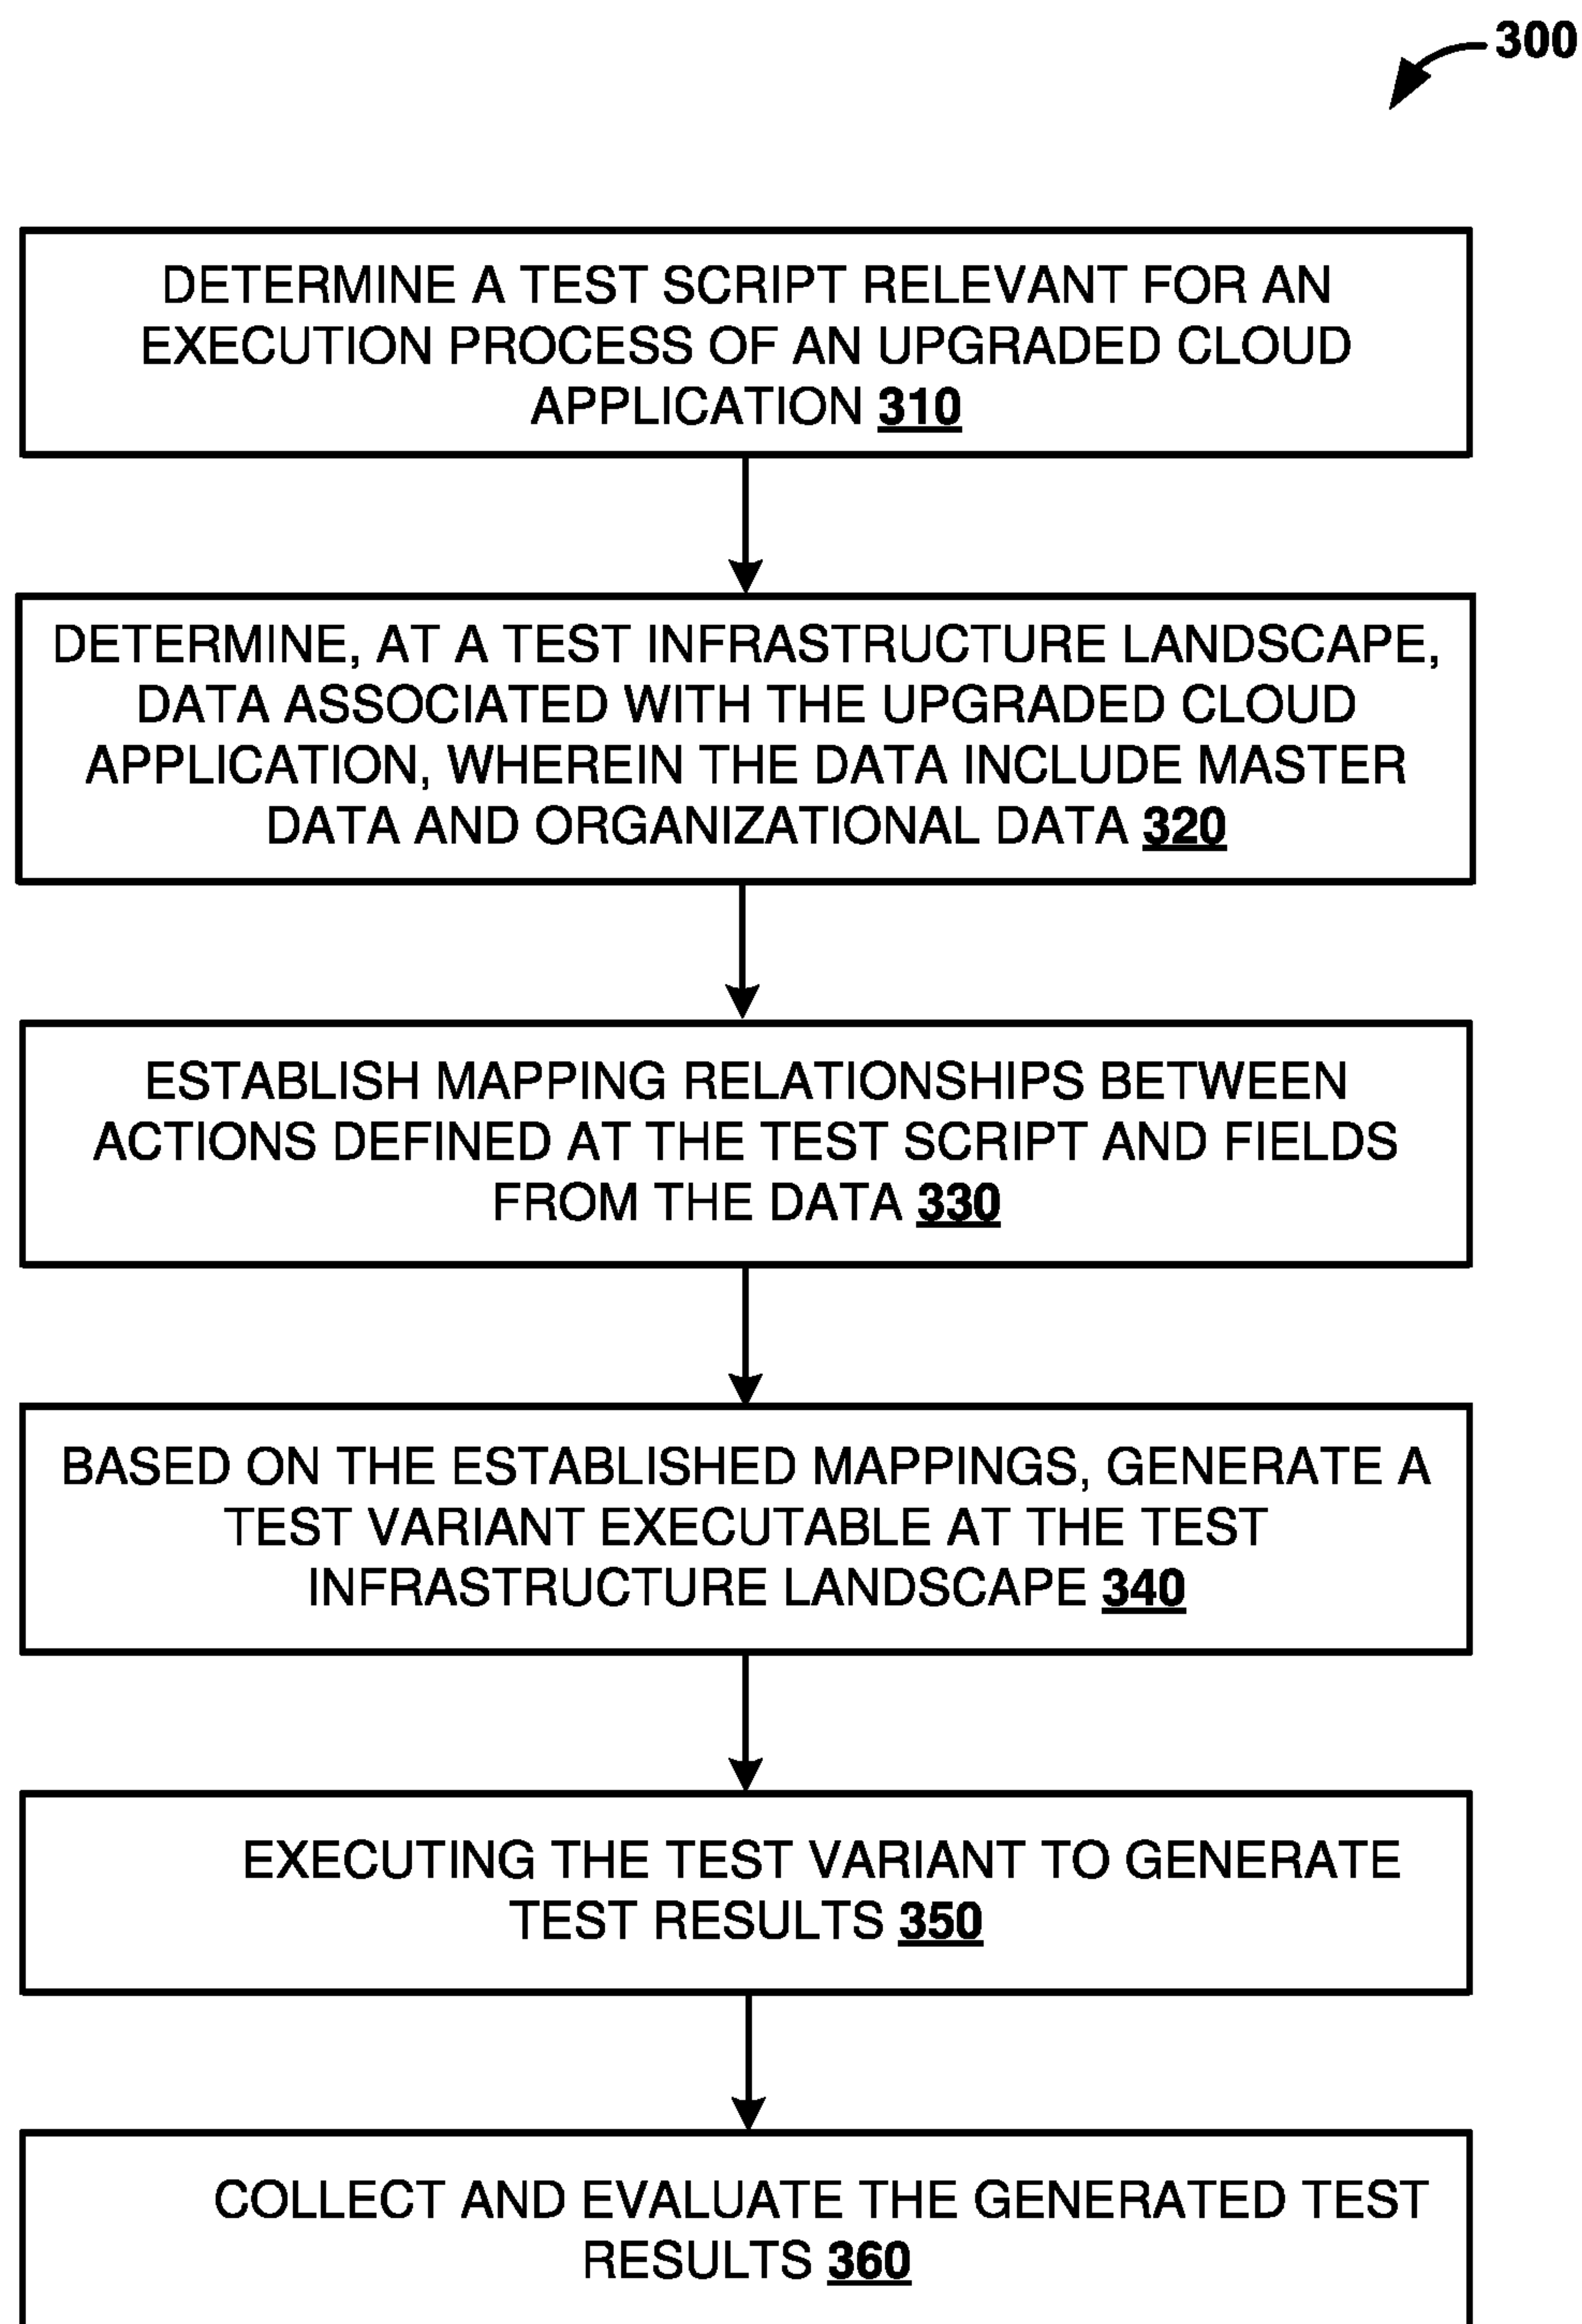 300
DETERMINE A TEST SCRIPT RELEVANT FOR AN
EXECUTION PROCESS OF AN UPGRADED CLOUD
APPLICATION 310
DETERMINE, AT A TEST INFRASTRUCTURE LANDSCAPE,
DATA ASSOCIATED WITH THE UPGRADED CLOUD
APPLICATION, WHEREIN THE DATA INCLUDE MASTER
DATA AND ORGANIZATIONAL DATA 320
ESTABLISH MAPPING RELATIONSHIPS BETWEEN
ACTIONS DEFINED AT THE TEST SCRIPT AND FIELDS
FROM THE DATA 330
BASED ON THE ESTABLISHED MAPPINGS, GENERATE A
TEST VARIANT EXECUTABLE AT THE TEST
INFRASTRUCTURE LANDSCAPE 340
EXECUTING THE TEST VARIANT TO GENERATE
TEST RESULTS 350
COLLECT AND EVALUATE THE GENERATED TEST
RESULTS 360